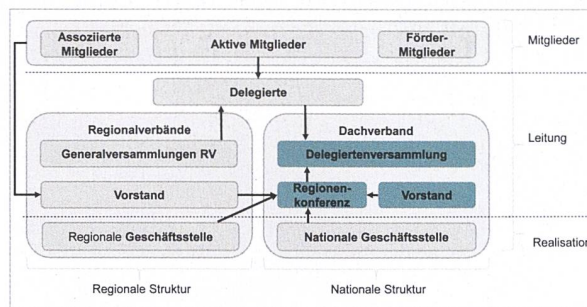 Assoziierte
Mitglieder
Aktive Mitglieder
Förder-
Mitglieder
Mitglieder
Delegierte
Regionalverbände
Dachverband
Leitung
Generalversammlungen RV
Delegiertenversammlung
Vorstand
Regionen-
konferenz
Vorstand
Regionale Geschäftsstelle
Nationale Geschäftsstelle
Realisation
Regionale Struktur
Nationale Struktur